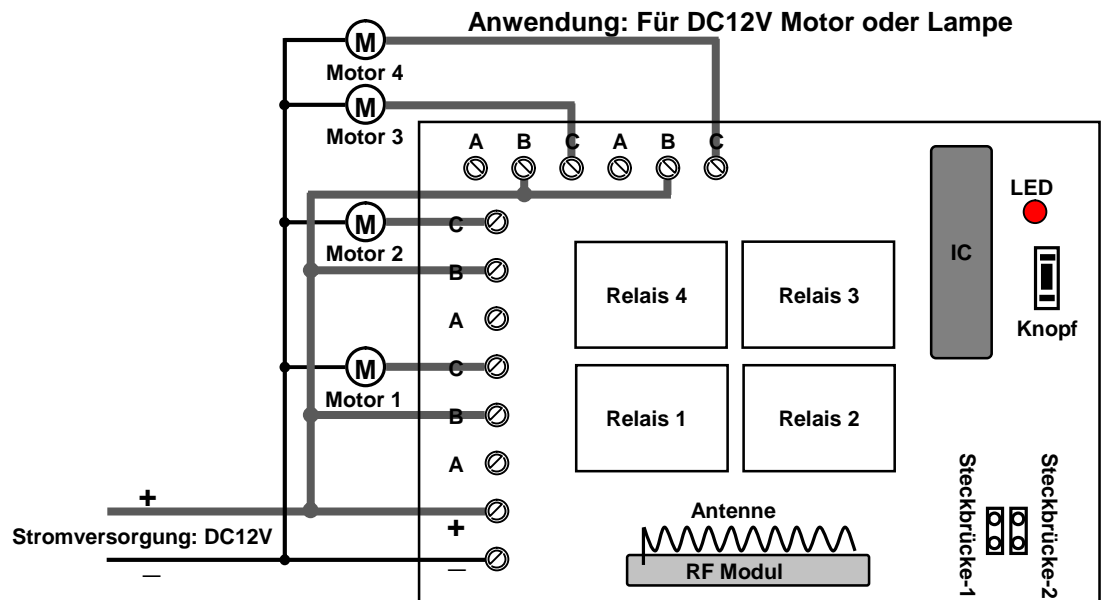 Anwendung: Für DC12V Motor oder Lampe
M
Motor 4
M
Motor 3
A B C A B C
LED
M
Motor 2
C
IC
B
Relais 4
Relais 3
Knopf
A
M
Motor 1
C
B
Relais 1
Relais 2
A
Steckbrücke-1
Steckbrücke-2
+
Stromversorgung: DC12V
+
Antenne
_
_
RF Modul